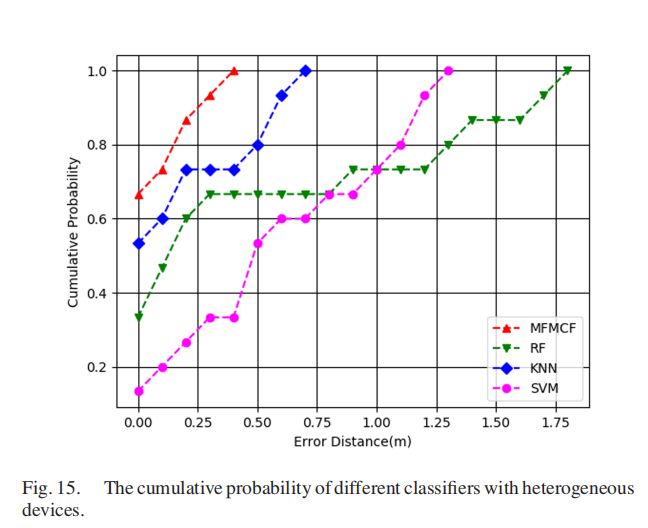 1.0
0.8
0.6
0.4
0.2
Cumulative Probability
0.00 0.25 0.50 0.75 1.00 1.25 1.50 1.75
Error Distance(m)
MFMCF
RF
KNN
SVM
Fig. 15. The cumulative probability of different classifiers with heterogeneous
devices.